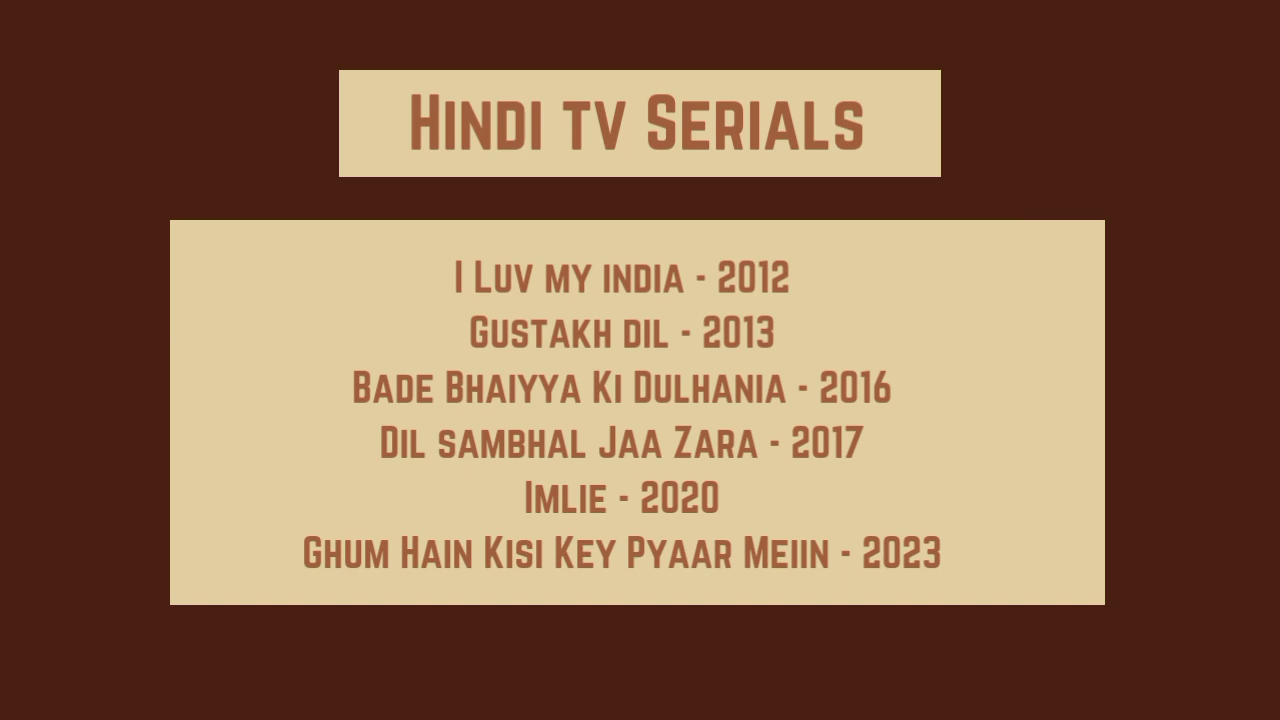 Hindi tv Serials
I Luv my india - 2012
Gustakh dil - 2013
Bade Bhaiyya Ki Dulhania - 2016
Dil sambhal Jaa Zara - 2017
Imlie - 2020
Ghum Hain Kisi Key Pyaar Meiin - 2023